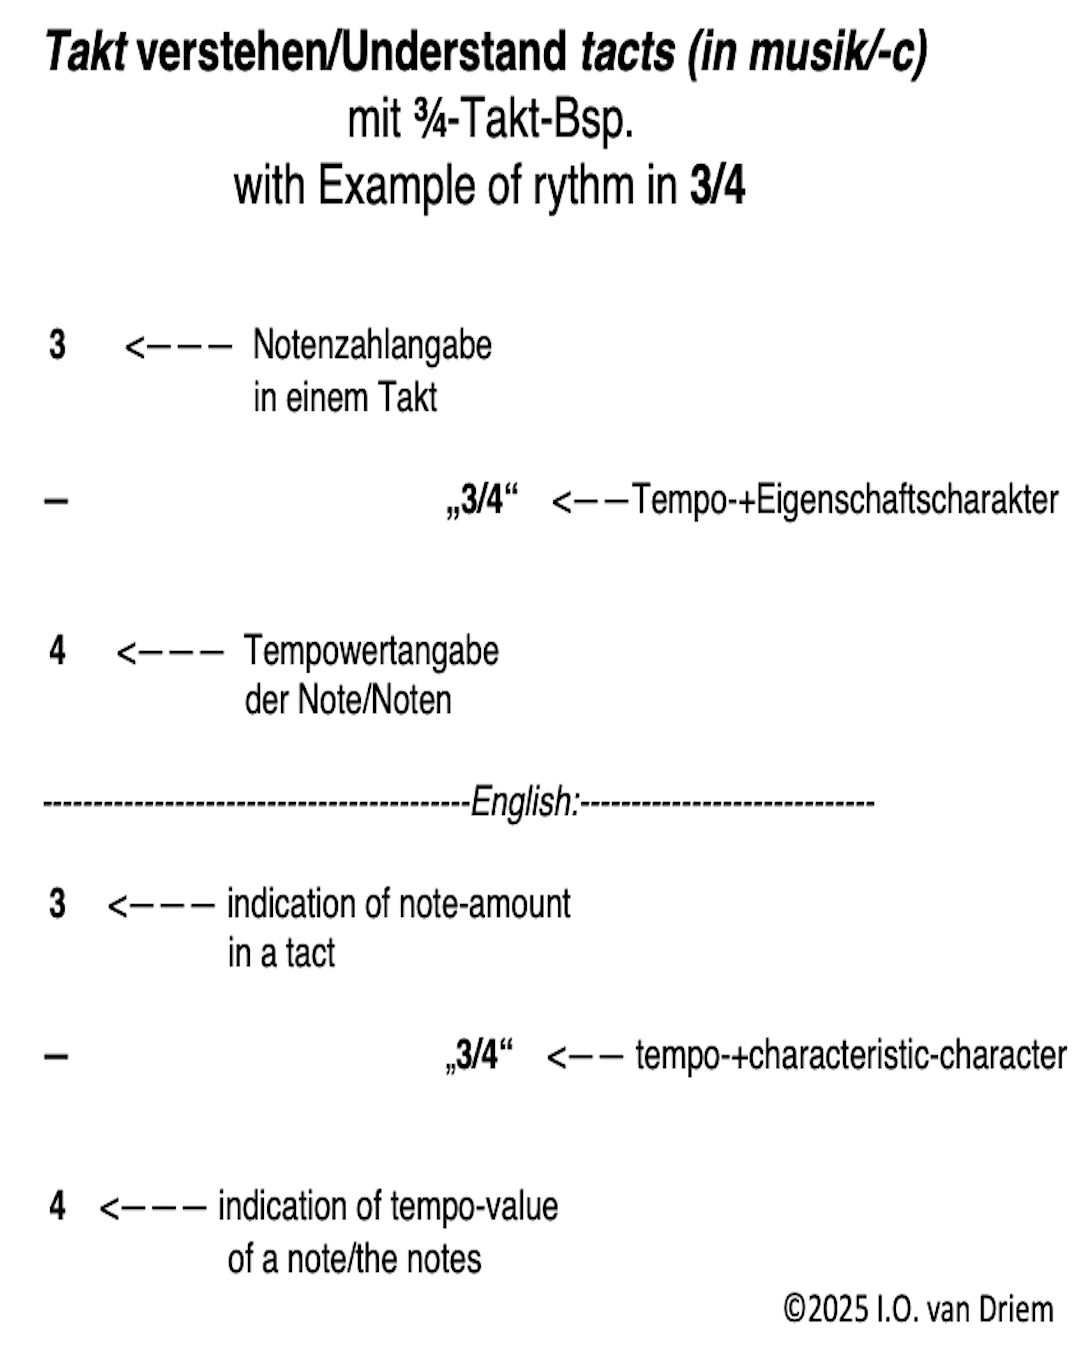 Takt verstehen/Understand tacts (in musik/-c)
mit ¾-Takt-Bsp.
with Example of rythm in 3/4
3 <––– Notenzahlangabe
in einem Takt
– „3/4“ <––Tempo-+Eigenschaftscharakter
4 <––– Tempowertangabe
der Note/Noten
------------------------------------------English:-----------------------------
3 <––– indication of note-amount
in a tact
– „3/4“ <–– tempo-+characteristic-character
4 <––– indication of tempo-value
of a note/the notes
©2025 I.O. van Driem